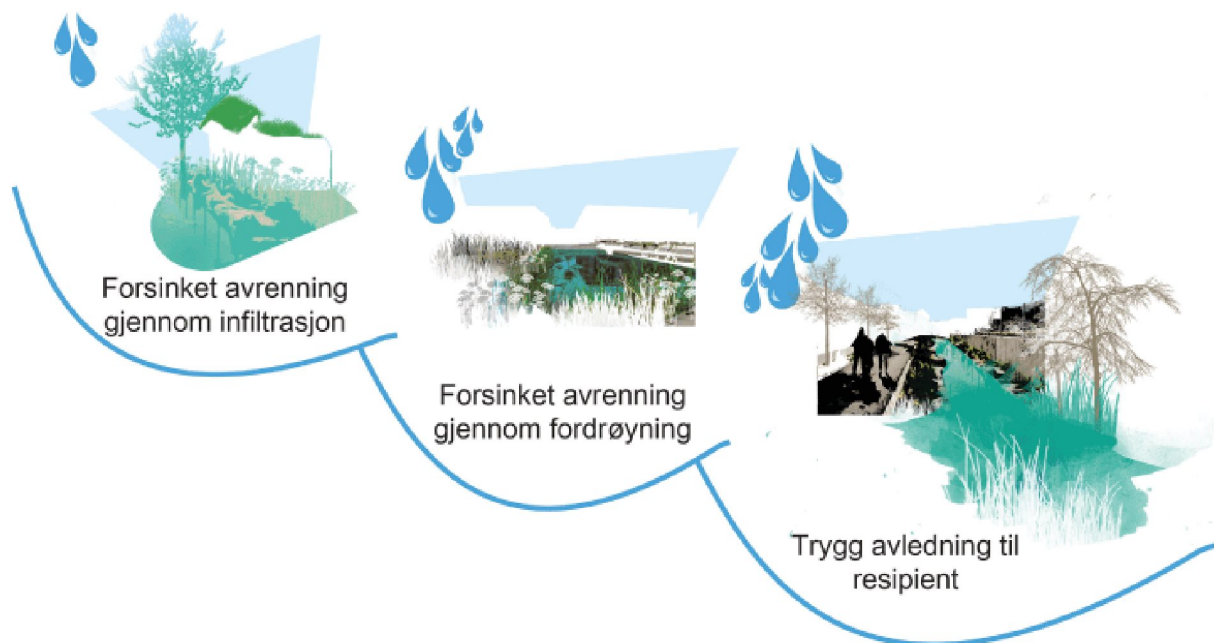 Forsinket avrenning
gjennom infiltrasjon
Forsinket avrenning
gjennom fordrøyning
Trygg avledning til
resipient